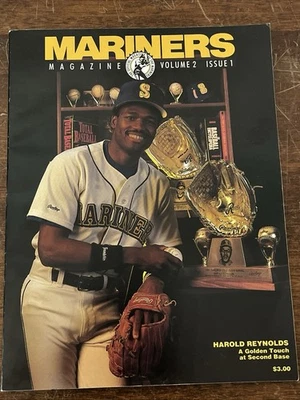 MARINERS
MAGAZINE VOLUME 2 ISSUE 1
S
MARINERS
HAROLD REYNOLDS
A Golden Touch
at Second Base
$3.00